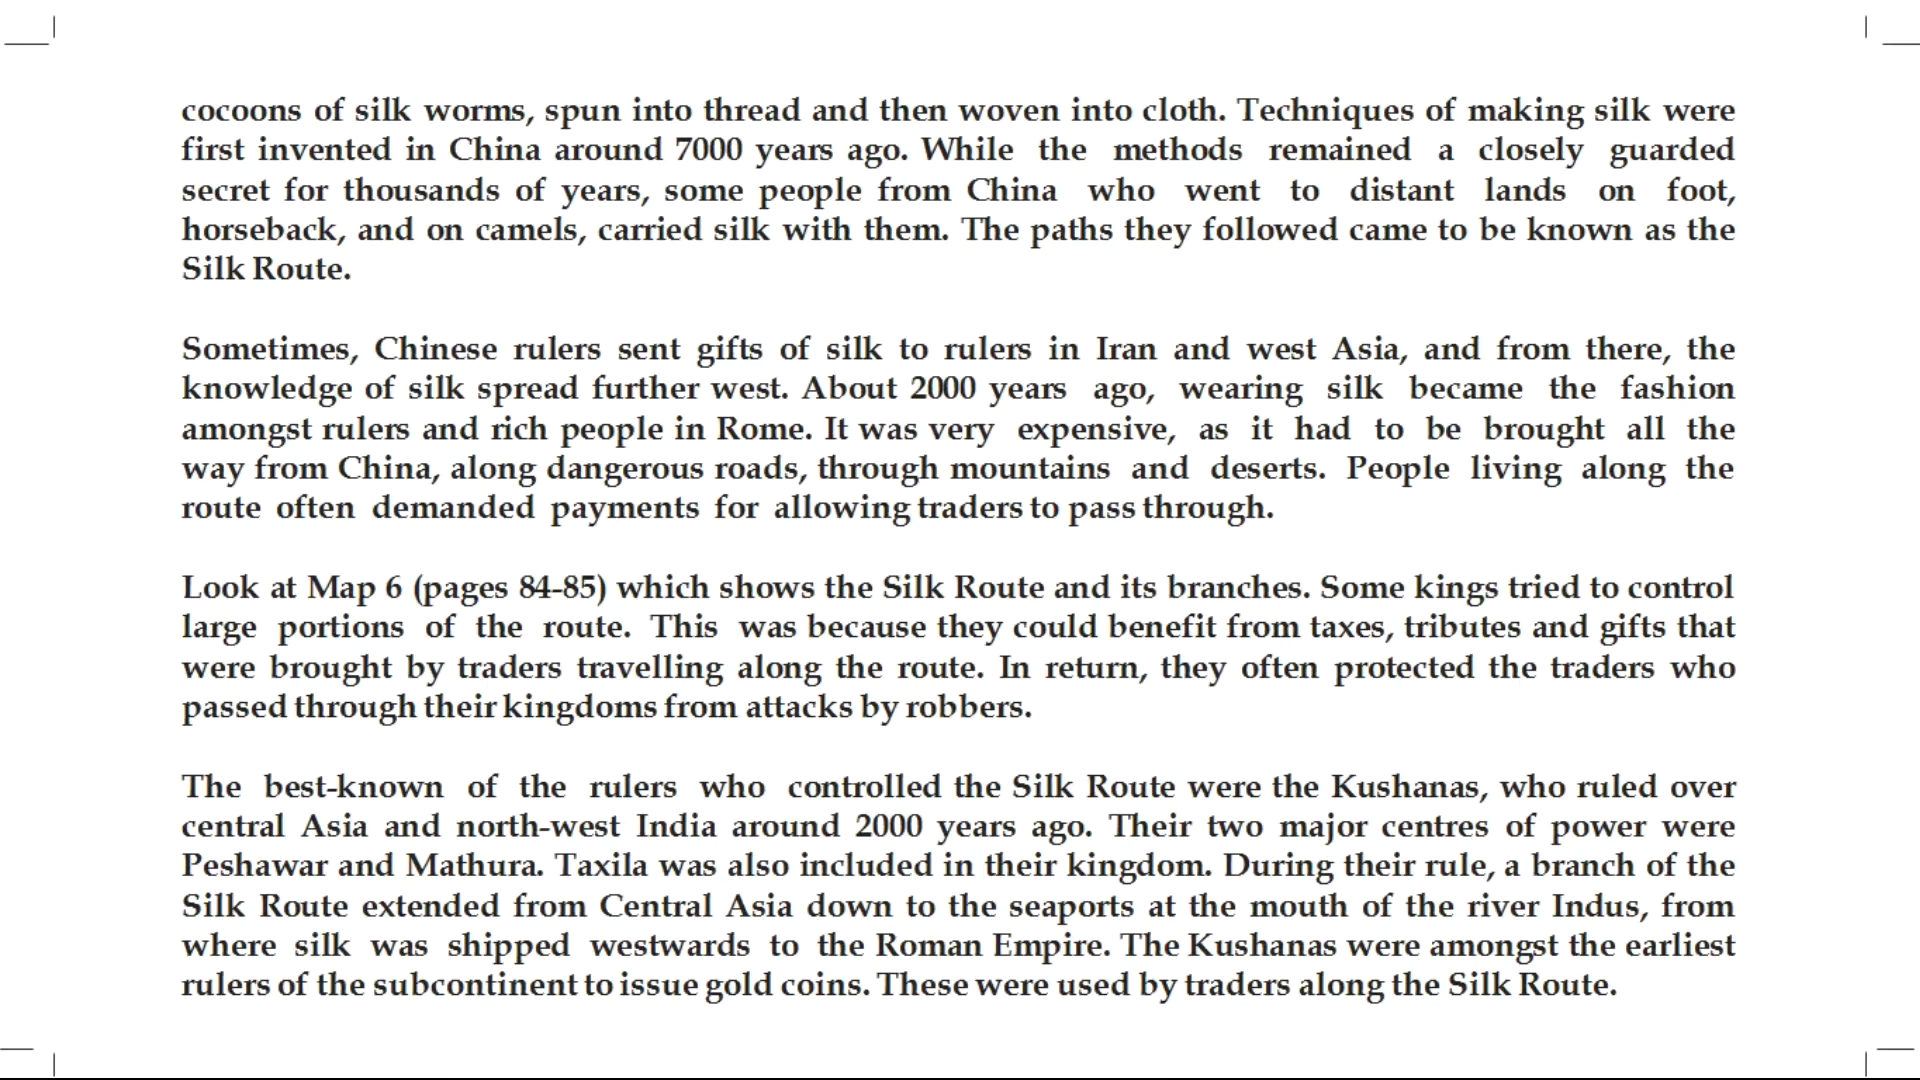 cocoons of silk worms, spun into thread and then woven into cloth. Techniques of making silk were
first invented in China around 7000 years ago. While the methods remained a closely guarded
secret for thousands of years, some people from China who went to distant lands on foot,
horseback, and on camels, carried silk with them. The paths they followed came to be known as the
Silk Route.
Sometimes, Chinese rulers sent gifts of silk to rulers in Iran and west Asia, and from there, the
knowledge of silk spread further west. About 2000 years ago, wearing silk became the fashion
amongst rulers and rich people in Rome. It was very expensive, as it had to be brought all the
way from China, along dangerous roads, through mountains and deserts. People living along the
route often demanded payments for allowing traders to pass through.
Look at Map 6 (pages 84-85) which shows the Silk Route and its branches. Some kings tried to control
large portions of the route. This was because they could benefit from taxes, tributes and gifts that
were brought by traders travelling along the route. In return, they often protected the traders who
passed through their kingdoms from attacks by robbers.
The best-known of the rulers who controlled the Silk Route were the Kushanas, who ruled over
central Asia and north-west India around 2000 years ago. Their two major centres of power were
Peshawar and Mathura. Taxila was also included in their kingdom. During their rule, a branch of the
Silk Route extended from Central Asia down to the seaports at the mouth of the river Indus, from
where silk was shipped westwards to the Roman Empire. The Kushanas were amongst the earliest
rulers of the subcontinent to issue gold coins. These were used by traders along the Silk Route.